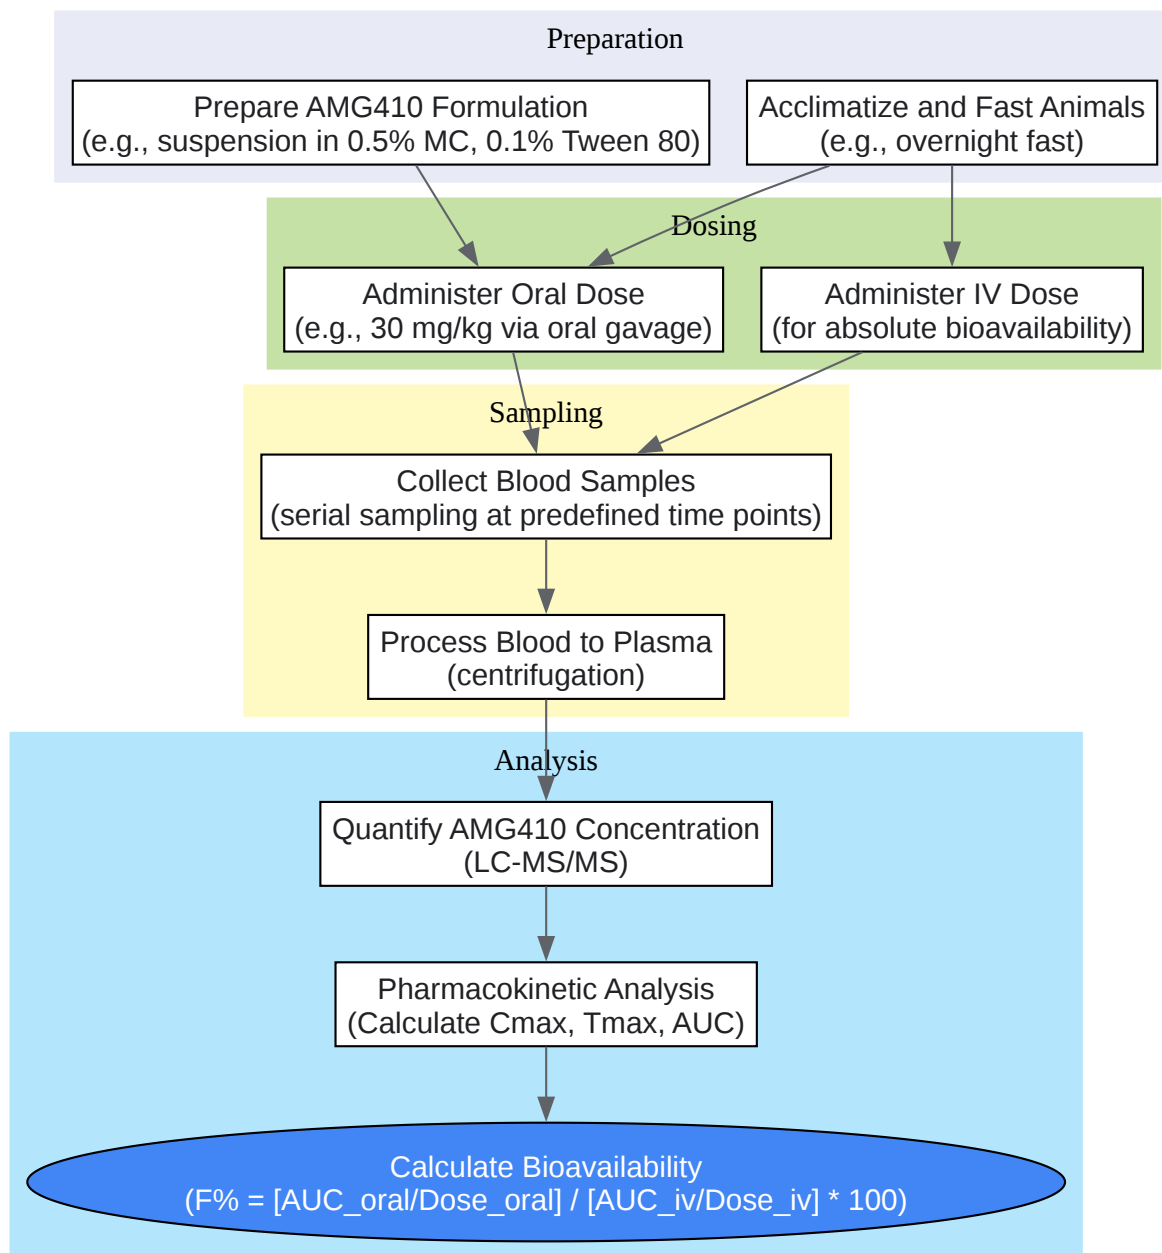 Preparation
Prepare AMG410 Formulation
(e.g., suspension in 0.5% MC, 0.1% Tween 80)
Acclimatize and Fast Animals
(e.g., overnight fast)
Dosing
Administer Oral Dose
(e.g., 30 mg/kg via oral gavage)
Administer IV Dose
(for absolute bioavailability)
Sampling
Collect Blood Samples
(serial sampling at predefined time points)
Process Blood to Plasma
(centrifugation)
Analysis
Quantify AMG410 Concentration
(LC-MS/MS)
Pharmacokinetic Analysis
(Calculate Cmax, Tmax, AUC)
Calculate Bioavailability
(F% = [AUC_oral/Dose_oral] / [AUC_iv/Dose_iv] * 100)